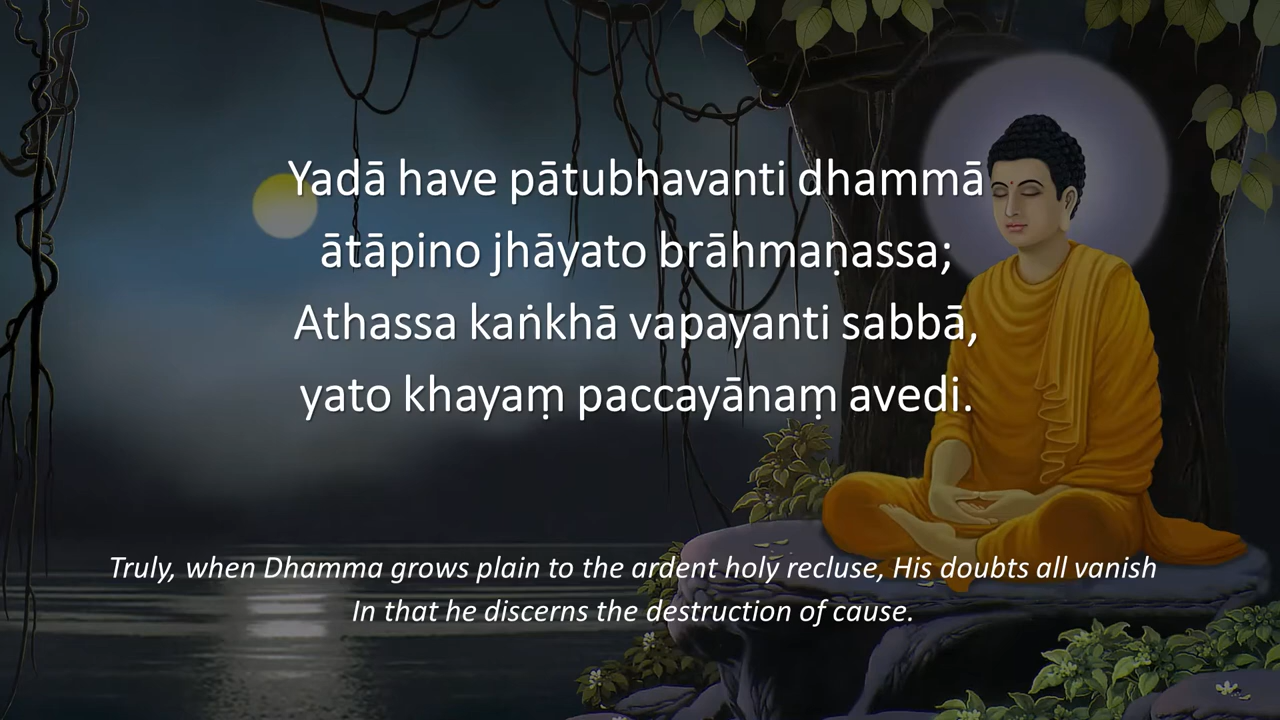 Yadā have pātubhavanti dhammā
ātāpino jhāyato brāhmaṇassa;
Athassa kaṅkhā vapayanti sabbā,
yato khayaṃ paccayānaṃ avedi.
Truly, when Dhamma grows plain to the ardent holy recluse, His doubts all vanish
In that he discerns the destruction of cause.